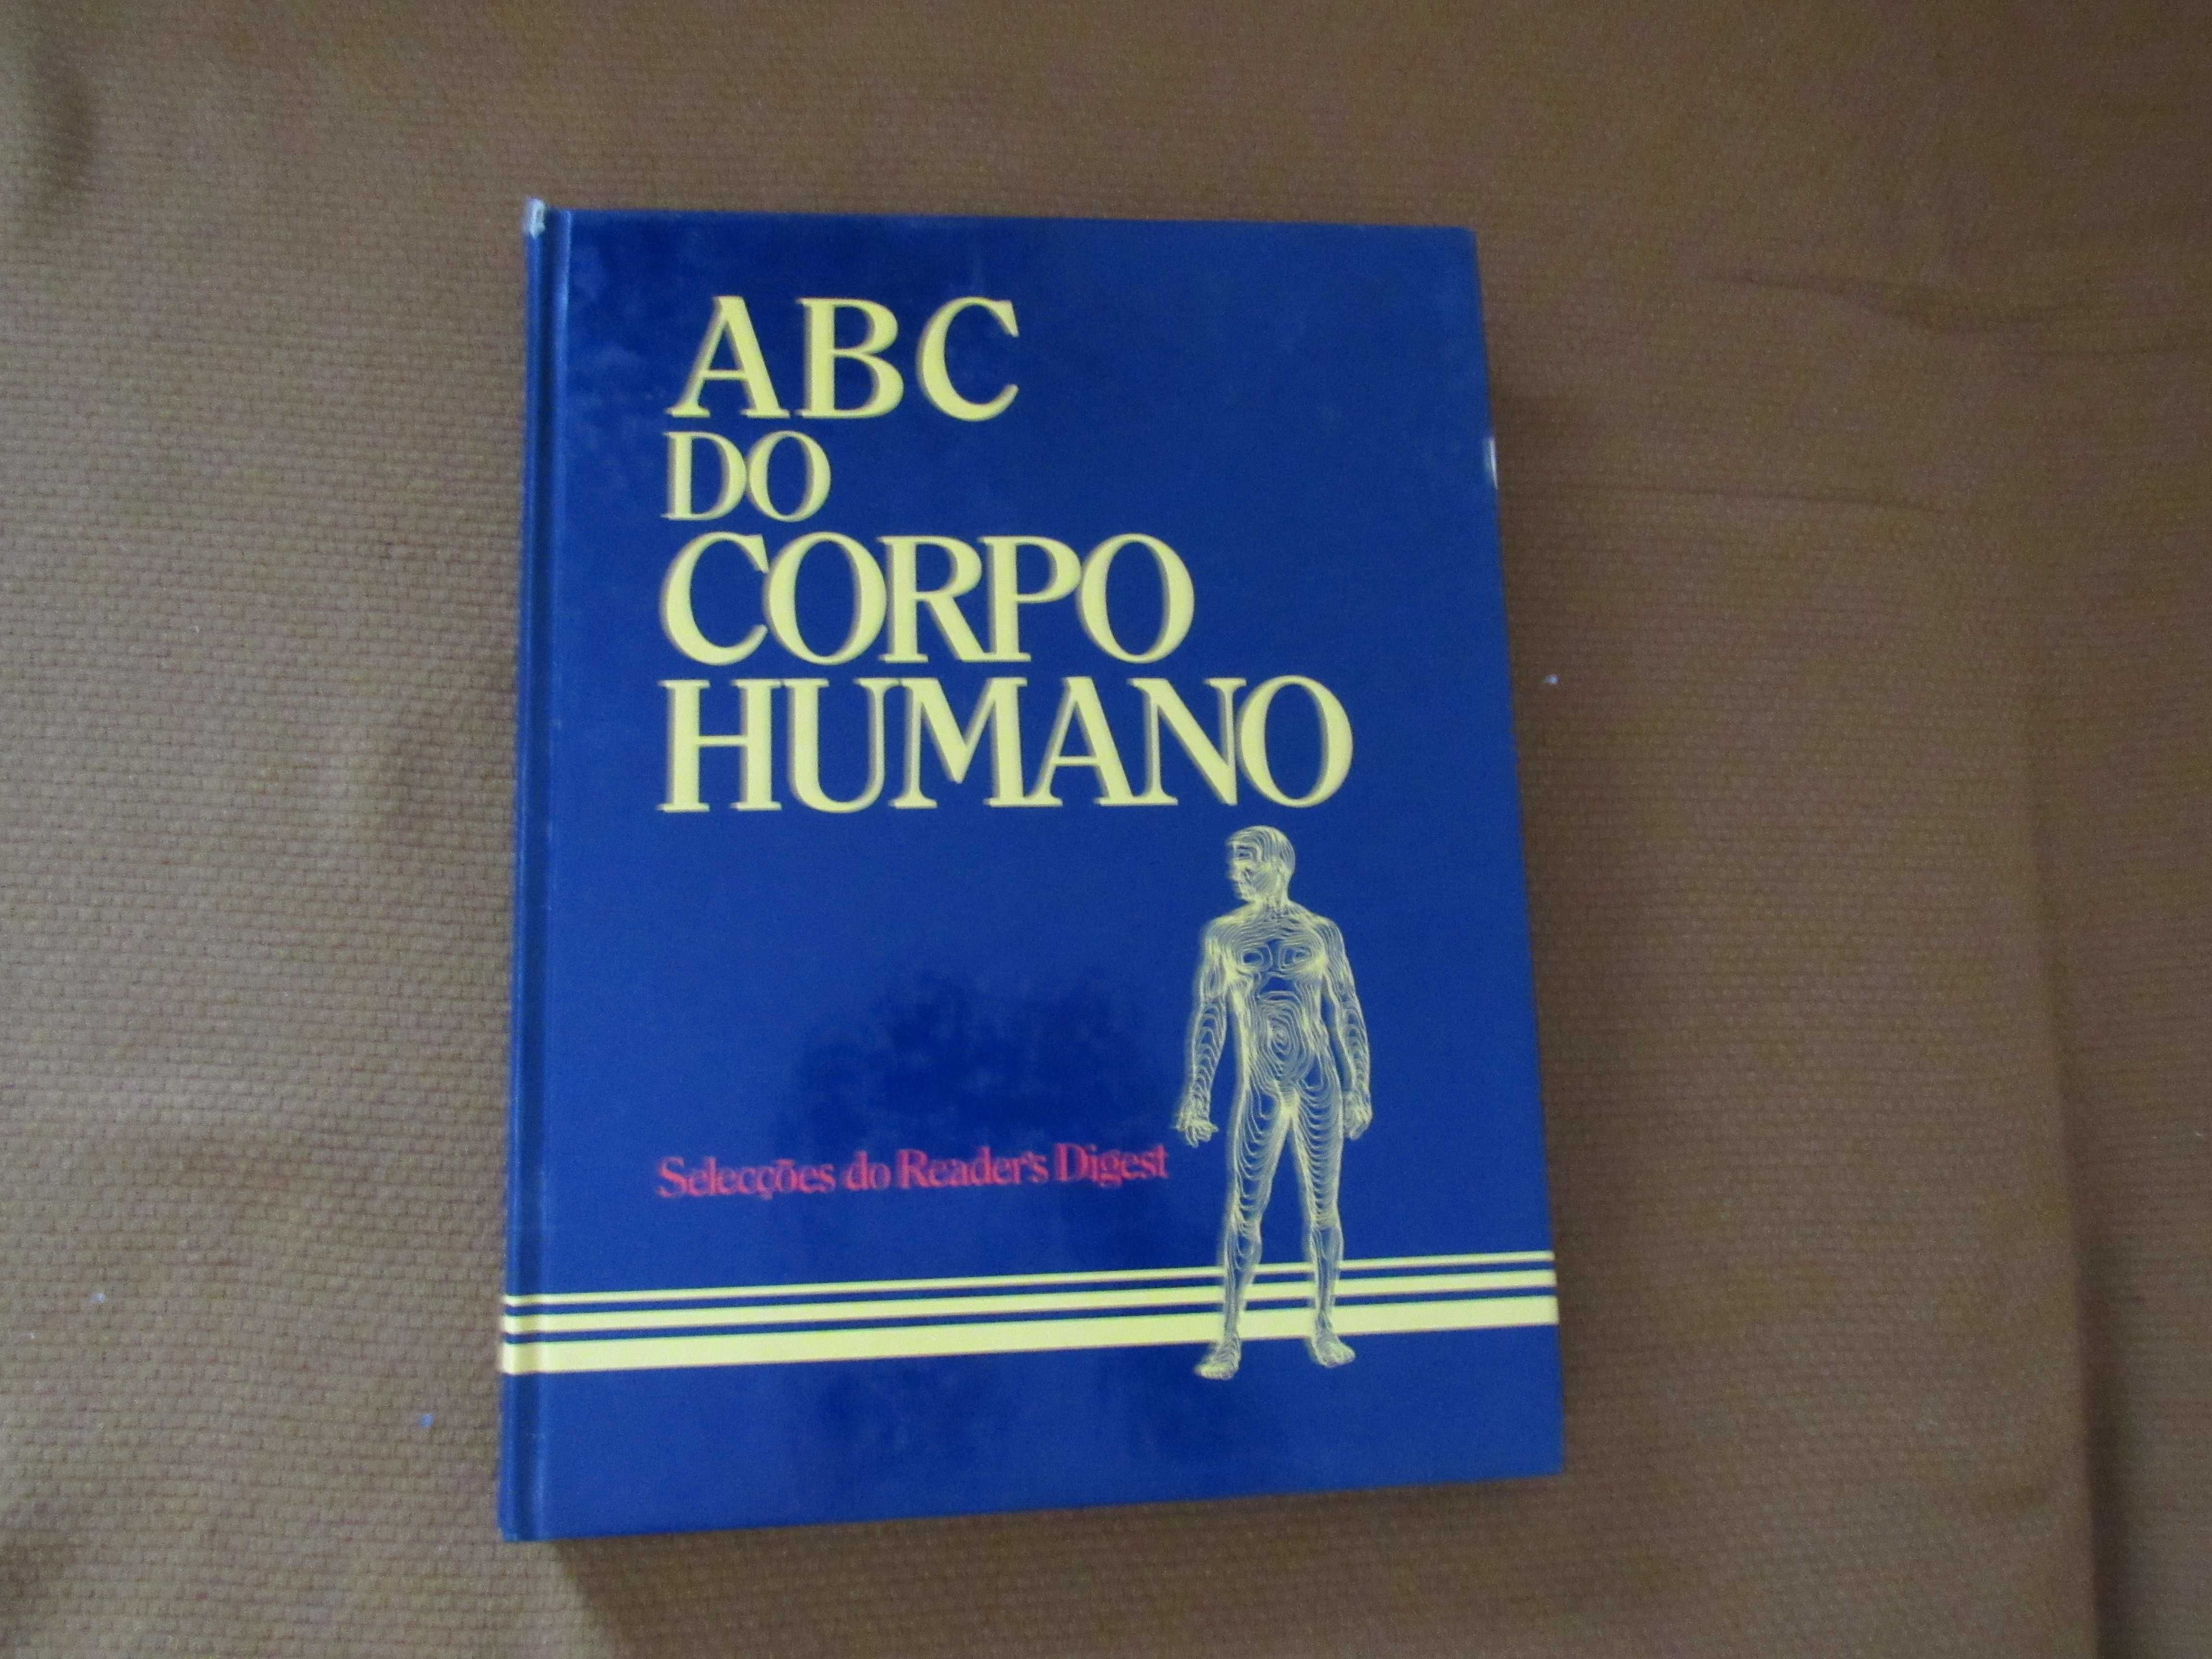 ABC
DO
CORPO
HUMANO
Selecções do Reader's Digest